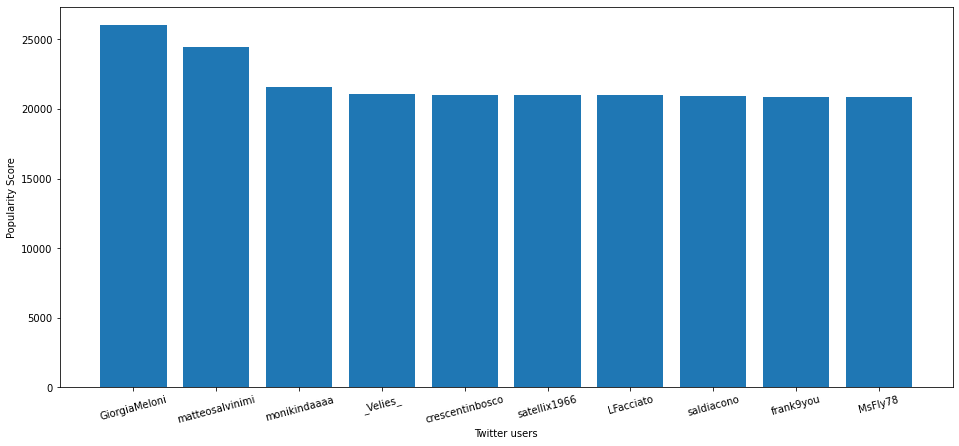 25000
20000
15000
10000
5000
0
Popularity Score
GiorgiaMeloni
matteosalvinimi
monikindaaaa
_Velies_
crescentinbosco
satellix1966
LFacciato
saldiacono
frank9you
MsFly78
Twitter users